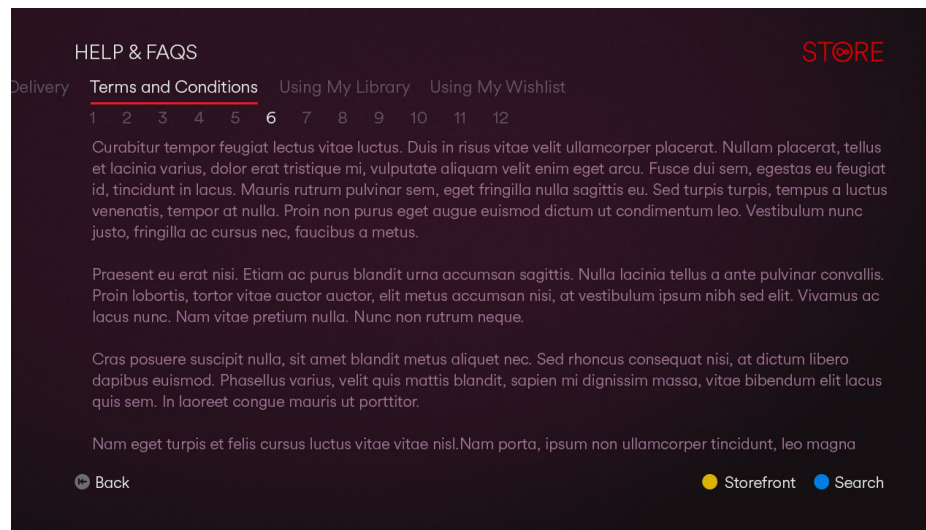 HELP & FAQS
STORE
Delivery Terms and Conditions Using My Library Using My Wishlist
1 2 3 4 5 6 7 8 9 10 11 12
Curabitur tempor feugiat lectus vitae luctus. Duis in risus vitae velit ullamcorper placerat. Nullam placerat, tellus
et lacinia varius, dolor erat tristique mi, vulputate aliquam velit enim eget arcu. Fusce dui sem, egestas eu feugiat
id, tincidunt in lacus. Mauris rutrum pulvinar sem, eget fringilla nulla sagittis eu. Sed turpis turpis, tempus a luctus
venenatis, tempor at nulla. Proin non purus eget augue euismod dictum ut condimentum leo. Vestibulum nunc
justo, fringilla ac cursus nec, faucibus a metus.
Praesent eu erat nisi. Etiam ac purus blandit urna accumsan sagittis. Nulla lacinia tellus a ante pulvinar convallis.
Proin lobortis, tortor vitae auctor auctor, elit metus accumsan nisi, at vestibulum ipsum nibh sed elit. Vivamus ac
lacus nunc. Nam vitae pretium nulla. Nunc non rutrum neque.
Cras posuere suscipit nulla, sit amet blandit metus aliquet nec. Sed rhoncus consequat nisi, at dictum libero
dapibus euismod. Phasellus varius, velit quis mattis blandit, sapien mi dignissim massa, vitae bibendum elit lacus
quis sem. In laoreet congue mauris ut porttitor.
Nam eget turpis et felis cursus luctus vitae vitae nisl.Nam porta, ipsum non ullamcorper tincidunt, leo magna
Back
Storefront Search